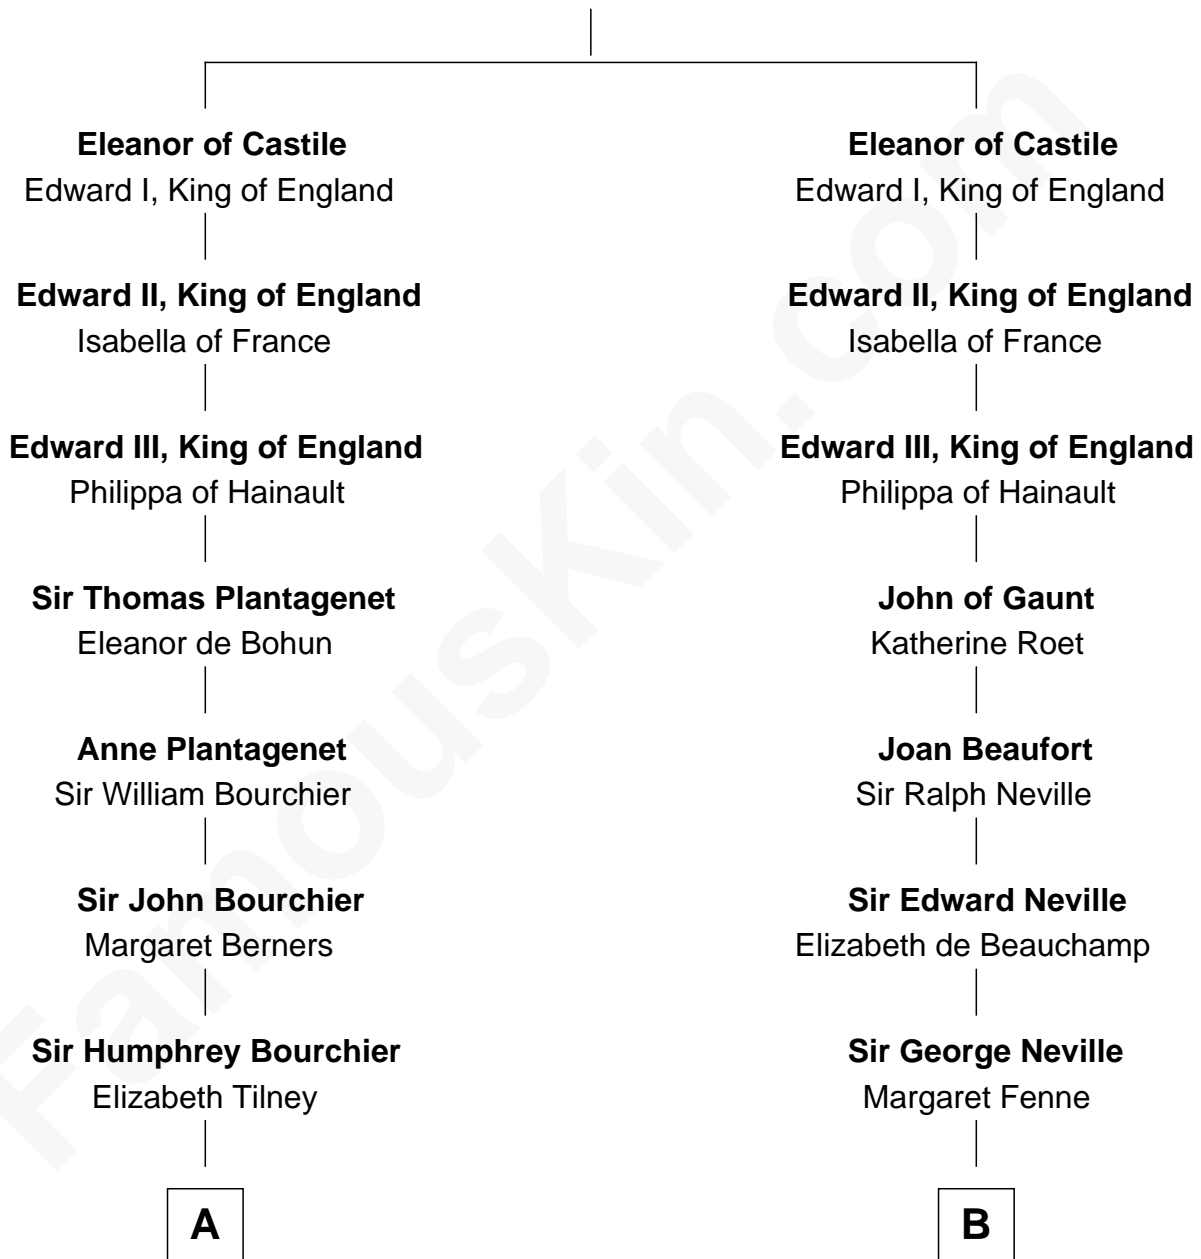 Eleanor of Castile
Edward I, King of England
Edward II, King of England
Isabella of France
Edward III, King of England
Philippa of Hainault
Sir Thomas Plantagenet
Eleanor de Bohun
Anne Plantagenet
Sir William Bourchier
Sir John Bourchier
Margaret Berners
Sir Humphrey Bourchier
Elizabeth Tilney
A
Eleanor of Castile
Edward I, King of England
Edward II, King of England
Isabella of France
Edward III, King of England
Philippa of Hainault
John of Gaunt
Katherine Roet
Joan Beaufort
Sir Ralph Neville
Sir Edward Neville
Elizabeth de Beauchamp
Sir George Neville
Margaret Fenne
B
FamousKin.com